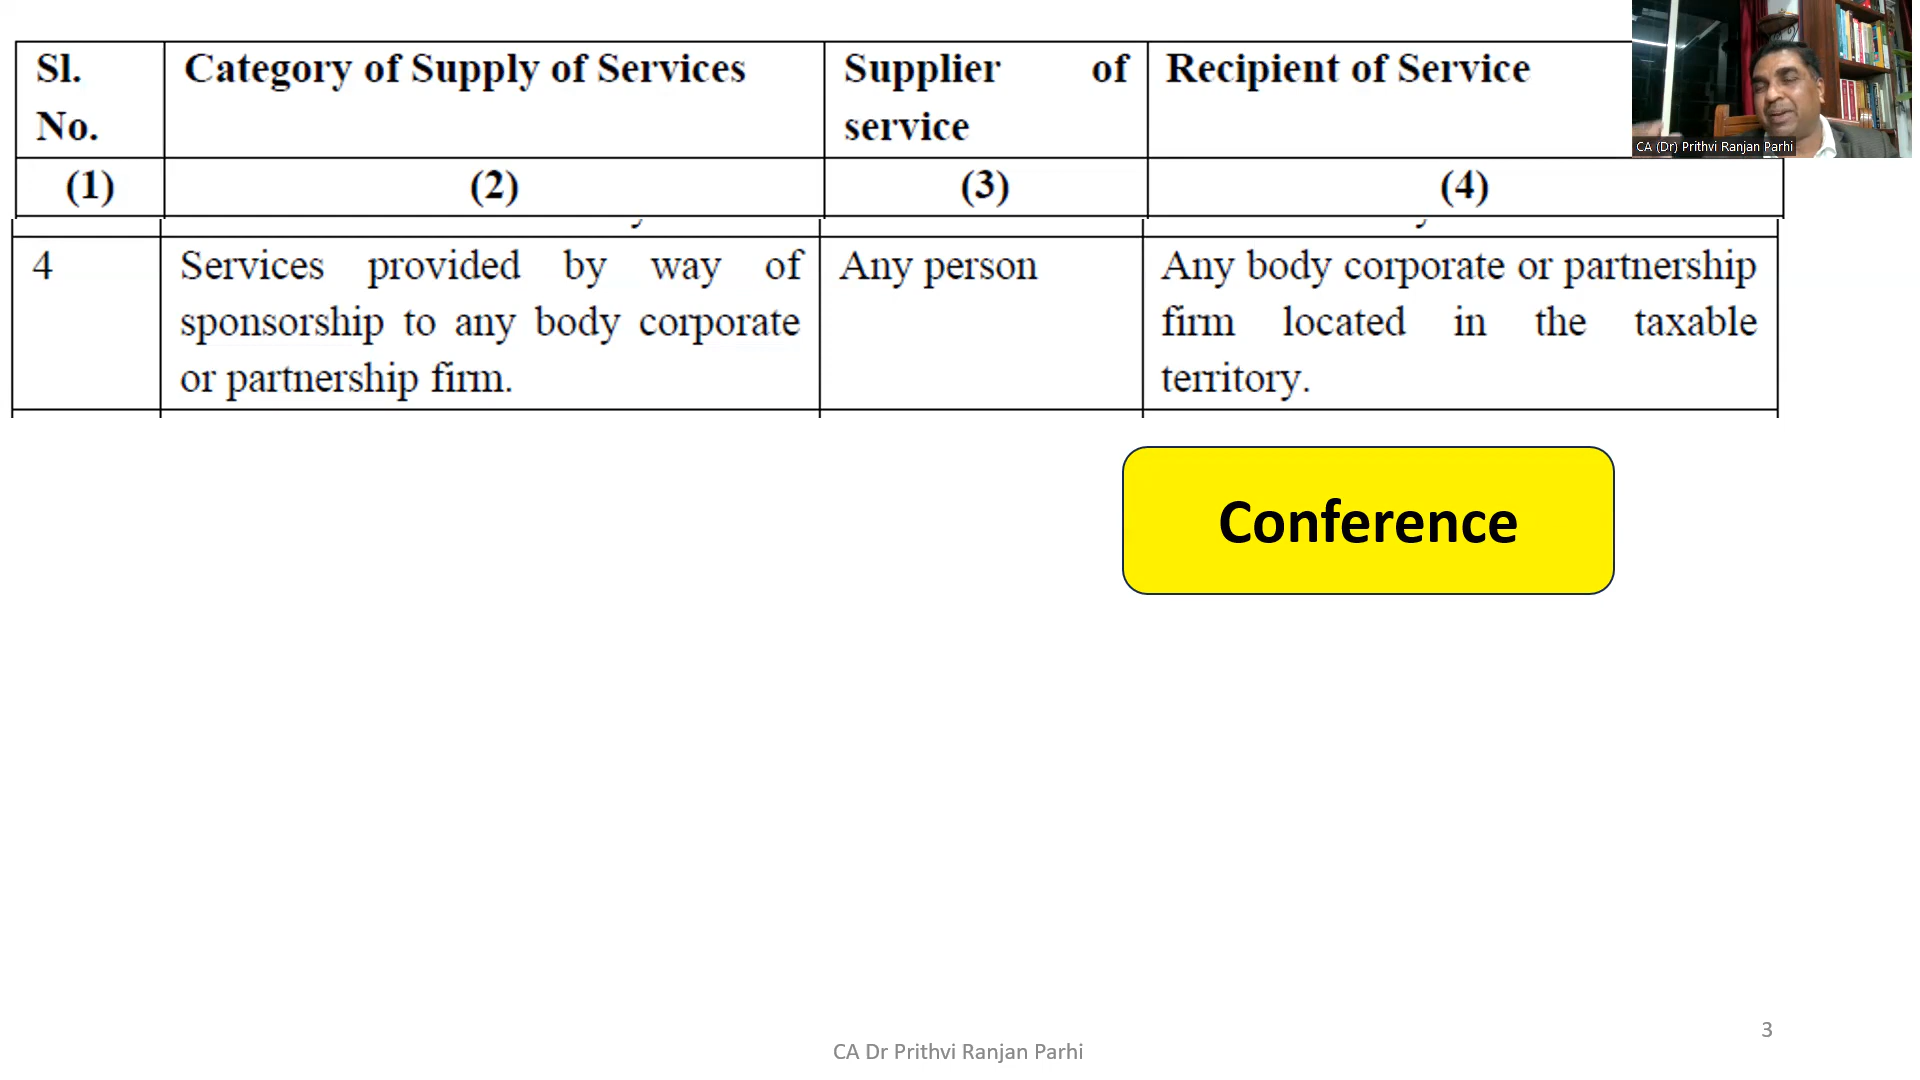 Sl. No.
Category of Supply of Services
Supplier of service
Recipient of Service
CA (Dr) Prithvi Ranjan Parhi
(1)
(2)
(3)
(4)
4
Services provided by way of
sponsorship to any body corporate
or partnership firm.
Any person
Any body corporate or partnership
firm located in the taxable
territory.
Conference
CA Dr Prithvi Ranjan Parhi
3